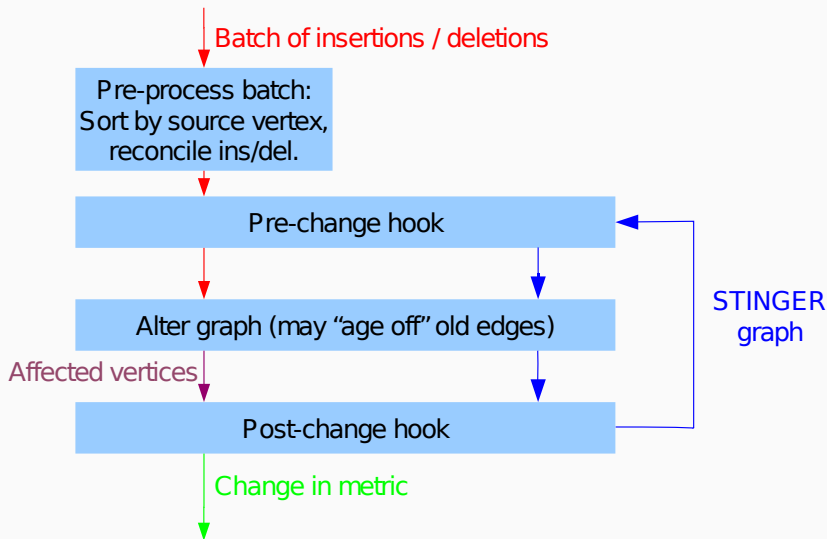 Batch of insertions / deletions
Pre-process batch:
Sort by source vertex,
reconcile ins/del.
Pre-change hook
STINGER
graph
Alter graph (may “age off” old edges)
Affected vertices
Post-change hook
Change in metric